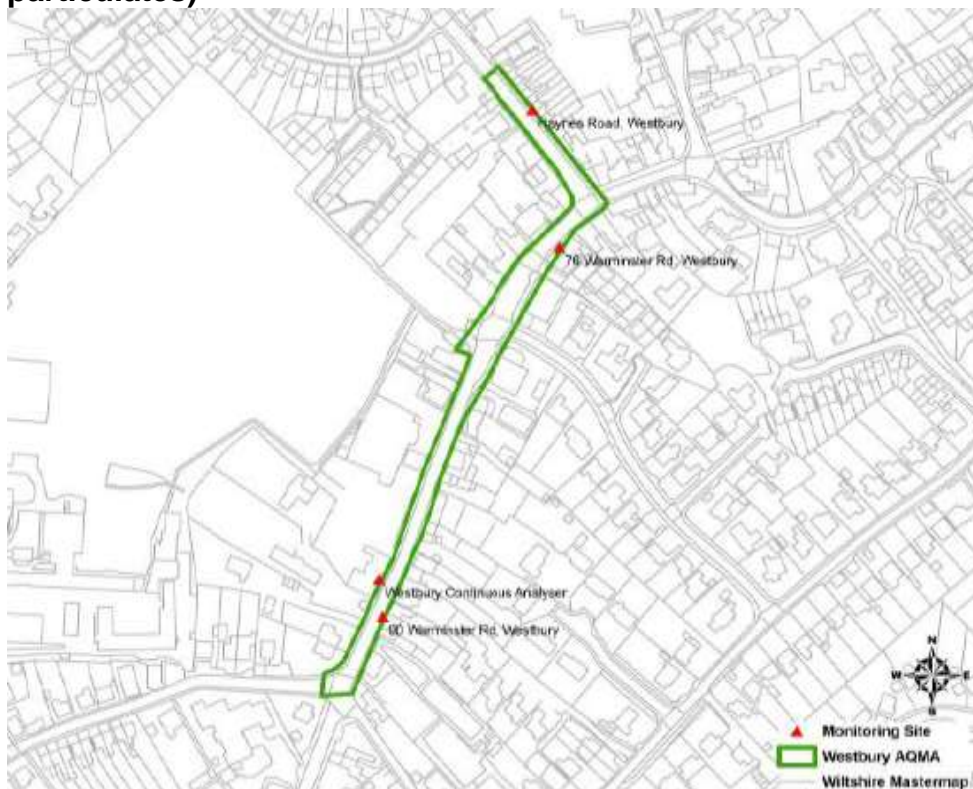 particulates)
Haynes Road, Westbury
76 Warminster Rd, Westbury
Westbury Continuous Analyser
90 Warminster Rd, Westbury
N
W E
S
Monitoring Site
Westbury AQMA
Wiltshire Mastermap